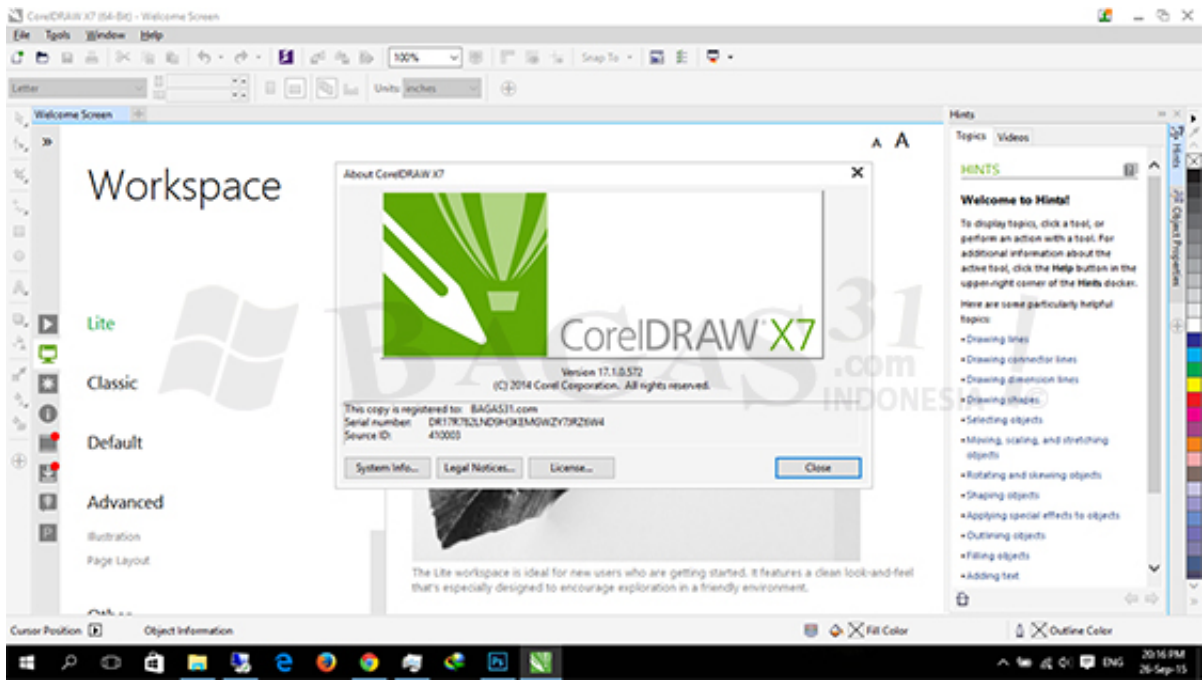 CorelDRAW X7 (64-Bit) - Welcome Screen
File Tools Window Help
100% Snap To
Letter Units: inches
Welcome Screen
Workspace
A A
Lite
Classic
Default
Advanced
Illustration
Page Layout
Other
About CorelDRAW X7
CorelDRAW X7
Version 17.1.0.572
(C) 2014 Corel Corporation. All rights reserved.
This copy is registered to: BAGAS31.com
Serial number:
Source ID: 410003
System Info... Legal Notices... License... Close
BAGAS31
.com
INDONESIA
The Lite workspace is ideal for new users who are getting started. It features a clean look-and-feel
that's especially designed to encourage exploration in a friendly environment.
Hints
Topics Videos
HINTS
Welcome to Hints!
To display topics, click a tool, or
perform an action with a tool. For
additional information about the
active tool, click the Help button in the
upper-right corner of the Hints docker.
Here are some particularly helpful
topics:
Drawing lines
Drawing connector lines
Drawing dimension lines
Drawing shapes
Selecting objects
Moving, scaling, and stretching
objects
Rotating and skewing objects
Shaping objects
Applying special effects to objects
Outlining objects
Filling objects
Adding text
Hints
Object Properties
Cursor Position Object Information Fill Color Outline Color
Ps
ENG
20:16 PM
26-Sep-15